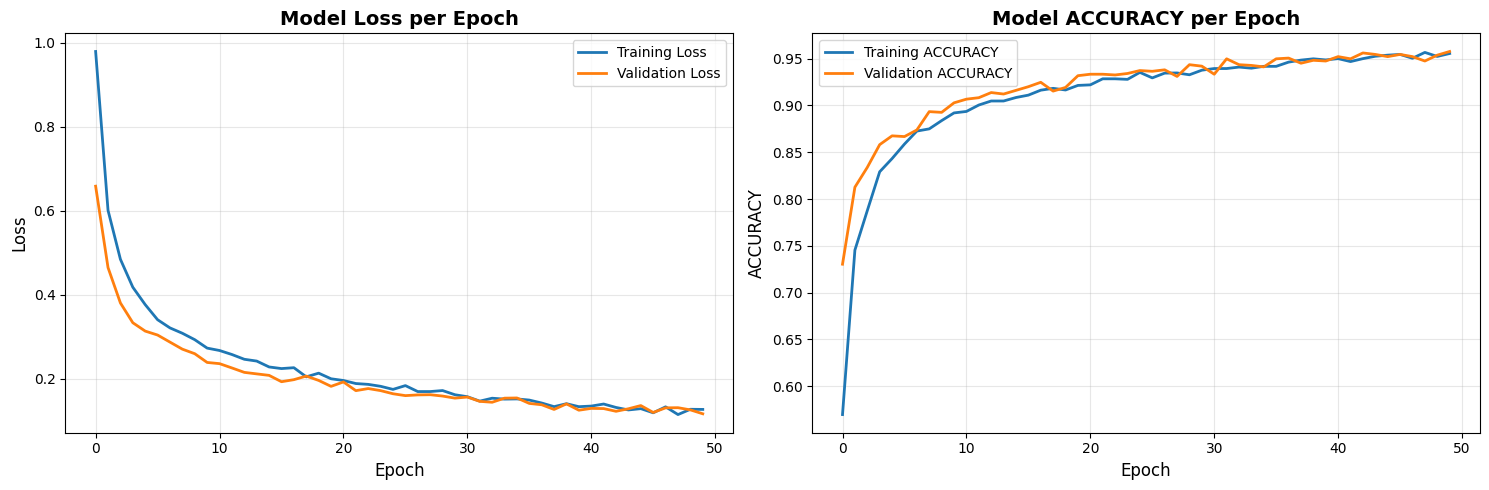 Model Loss per Epoch
1.0
0.8
0.6
0.4
0.2
Loss
Training Loss
Validation Loss
0 10 20 30 40 50
Epoch
Model ACCURACY per Epoch
Training ACCURACY
Validation ACCURACY
0.95
0.90
0.85
0.80
0.75
0.70
0.65
0.60
ACCURACY
0 10 20 30 40 50
Epoch